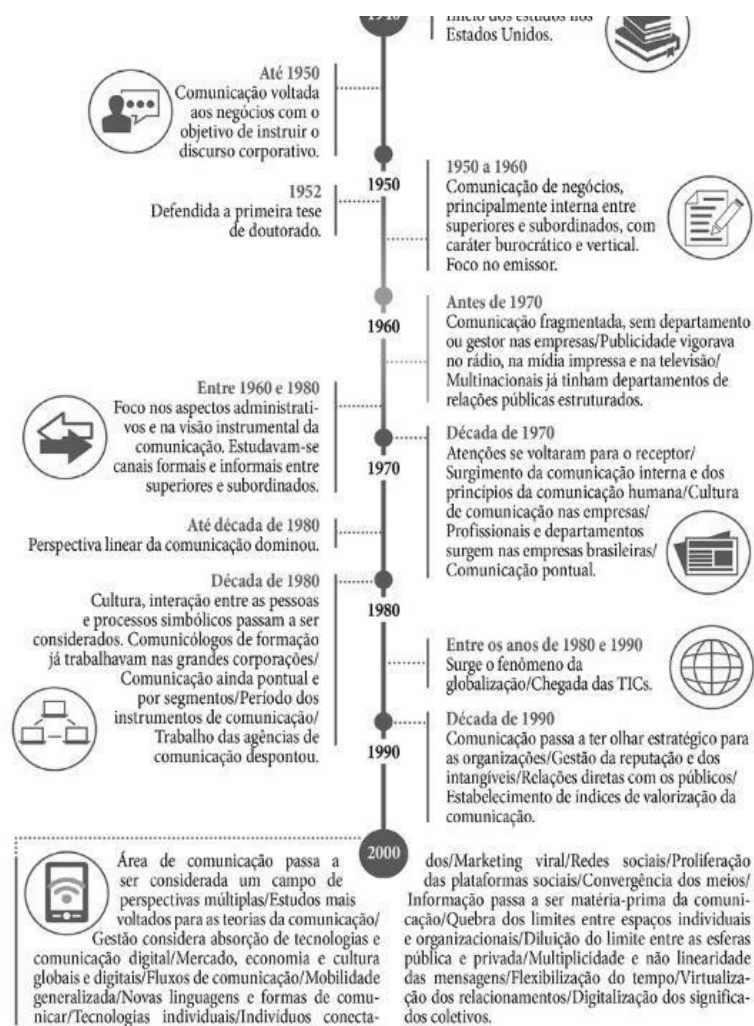 1940
Início dos estudos nos
Estados Unidos.
Até 1950
Comunicação voltada
aos negócios com o
objetivo de instruir o
discurso corporativo.
1950
1952
Defendida a primeira tese
de doutorado.
1950 a 1960
Comunicação de negócios,
principalmente interna entre
superiores e subordinados, com
caráter burocrático e vertical.
Foco no emissor.
1960
Antes de 1970
Comunicação fragmentada, sem departamento
ou gestor nas empresas/Publicidade vigorava
no rádio, na mídia impressa e na televisão/
Multinacionais já tinham departamentos de
relações públicas estruturados.
Entre 1960 e 1980
Foco nos aspectos administrati-
vos e na visão instrumental da
comunicação. Estudavam-se
canais formais e informais entre
superiores e subordinados.
1970
Década de 1970
Atenções se voltaram para o receptor/
Surgimento da comunicação interna e dos
princípios da comunicação humana/Cultura
de comunicação nas empresas/
Profissionais e departamentos
surgem nas empresas brasileiras/
Comunicação pontual.
Até década de 1980
Perspectiva linear da comunicação dominou.
Década de 1980
Cultura, interação entre as pessoas
e processos simbólicos passam a ser
considerados. Comunicólogos de formação
já trabalhavam nas grandes corporações/
Comunicação ainda pontual e
por segmentos/Período dos
instrumentos de comunicação/
Trabalho das agências de
comunicação despontou.
1980
Entre os anos de 1980 e 1990
Surge o fenômeno da
globalização/Chegada das TICs.
1990
Década de 1990
Comunicação passa a ter olhar estratégico para
as organizações/Gestão da reputação e dos
intangíveis/Relações diretas com os públicos/
Estabelecimento de índices de valorização da
comunicação.
2000
Área de comunicação passa a
ser considerada um campo de
perspectivas múltiplas/Estudos mais
voltados para as teorias da comunicação/
Gestão considera absorção de tecnologias e
comunicação digital/Mercado, economia e cultura
globais e digitais/Fluxos de comunicação/Mobilidade
generalizada/Novas linguagens e formas de comu-
nicar/Tecnologias individuais/Indivíduos conecta-
dos/Marketing viral/Redes sociais/Proliferação
das plataformas sociais/Convergência dos meios/
Informação passa a ser matéria-prima da comuni-
cação/Quebra dos limites entre espaços individuais
e organizacionais/Diluição do limite entre as esferas
pública e privada/Multiplicidade e não linearidade
das mensagens/Flexibilização do tempo/Virtualiza-
ção dos relacionamentos/Digitalização dos significa-
dos coletivos.